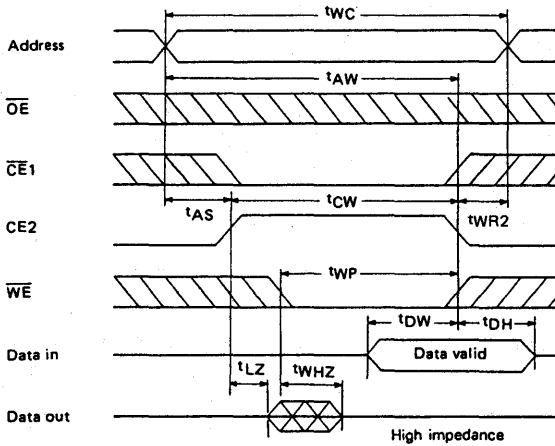 tWC
Address
tAW
OE
CE1
tAS
tCW
tWR2
CE2
tWP
WE
tDW
tDH
Data in
Data valid
tLZ
tWHZ
Data out
High impedance